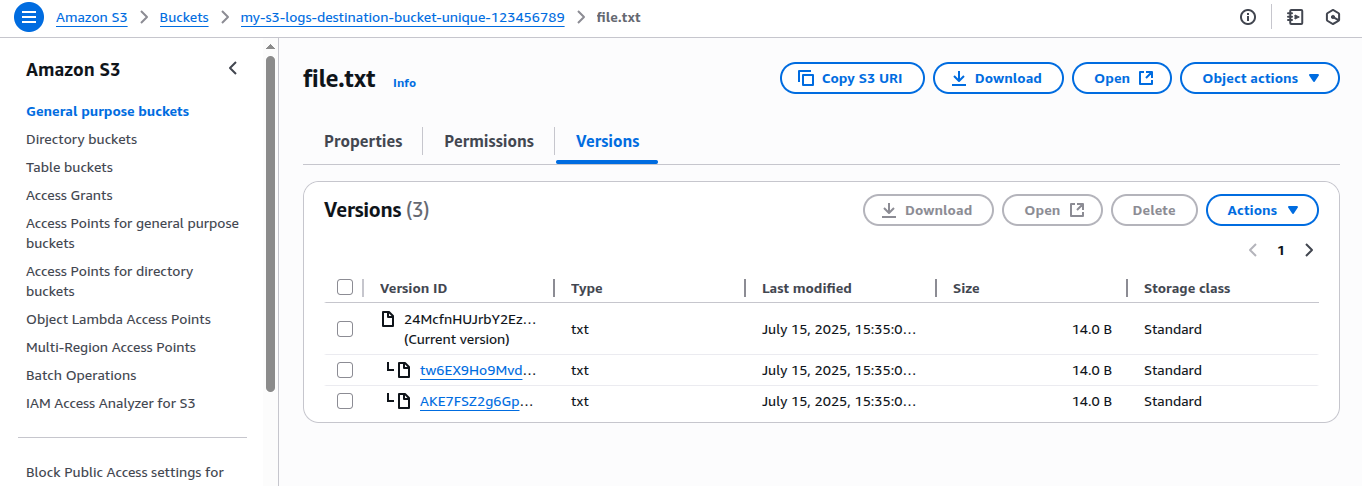 Amazon S3 > Buckets > my-s3-logs-destination-bucket-unique-123456789 > file.txt
Amazon S3
General purpose buckets
Directory buckets
Table buckets
Access Grants
Access Points for general purpose
buckets
Access Points for directory
buckets
Object Lambda Access Points
Multi-Region Access Points
Batch Operations
IAM Access Analyzer for S3
Block Public Access settings for
file.txt Info Copy S3 URI Download Open Object actions
Properties Permissions Versions
Versions (3) Download Open Delete Actions
1
Version ID Type Last modified Size Storage class
24McfnHUJrbY2Ez... txt July 15, 2025, 15:35:0... 14.0 B Standard
(Current version)
tw6EX9Ho9Mvd... txt July 15, 2025, 15:35:0... 14.0 B Standard
AKE7FSZ2g6Gp... txt July 15, 2025, 15:35:0... 14.0 B Standard